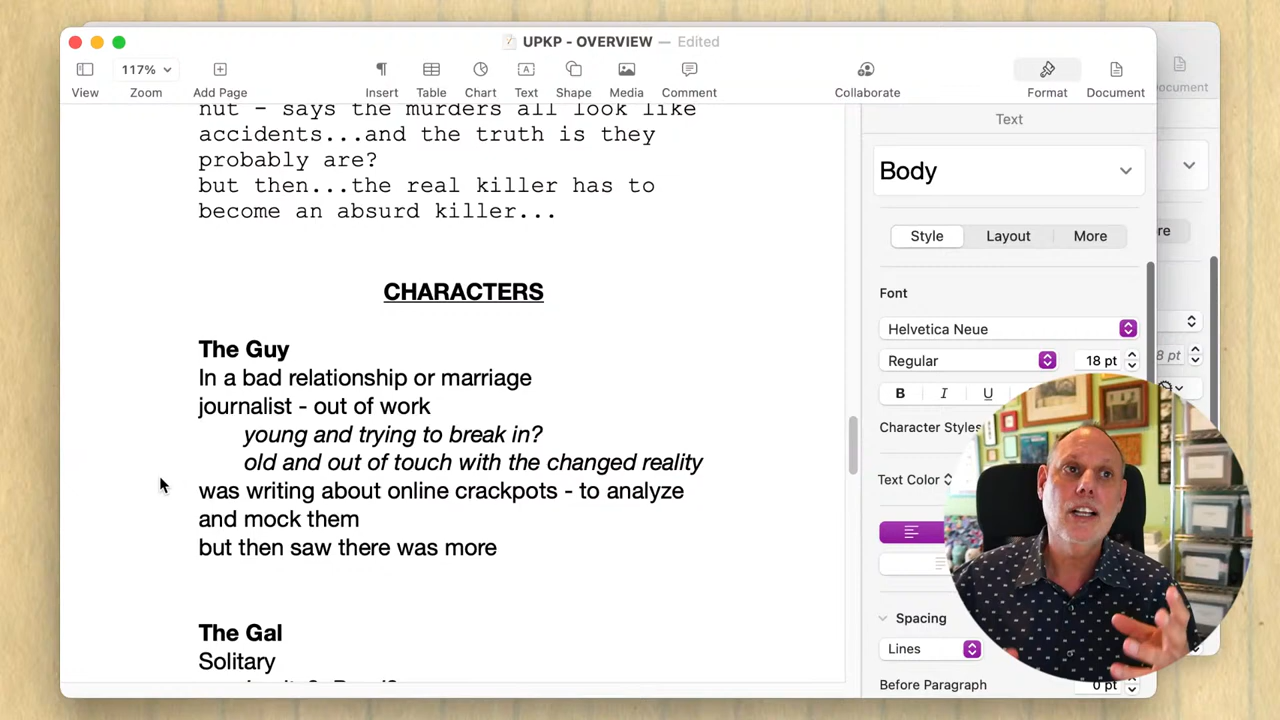 UPKP - OVERVIEW — Edited
117%
View
Zoom
Add Page
Insert
Table
Chart
Text
Shape
Media
Comment
Collaborate
Format
Document
ocument
nut - says the murders all look like
accidents...and the truth is they
probably are?
but then...the real killer has to
become an absurd killer...
CHARACTERS
The Guy
In a bad relationship or marriage
journalist - out of work
young and trying to break in?
old and out of touch with the changed reality
was writing about online crackpots - to analyze
and mock them
but then saw there was more
The Gal
Solitary
Text
Body
Style
Layout
More
re
Font
Helvetica Neue
Regular
18 pt
8 pt
B
I
U
Character Styles
Text Color
Spacing
Lines
Before Paragraph
0 pt